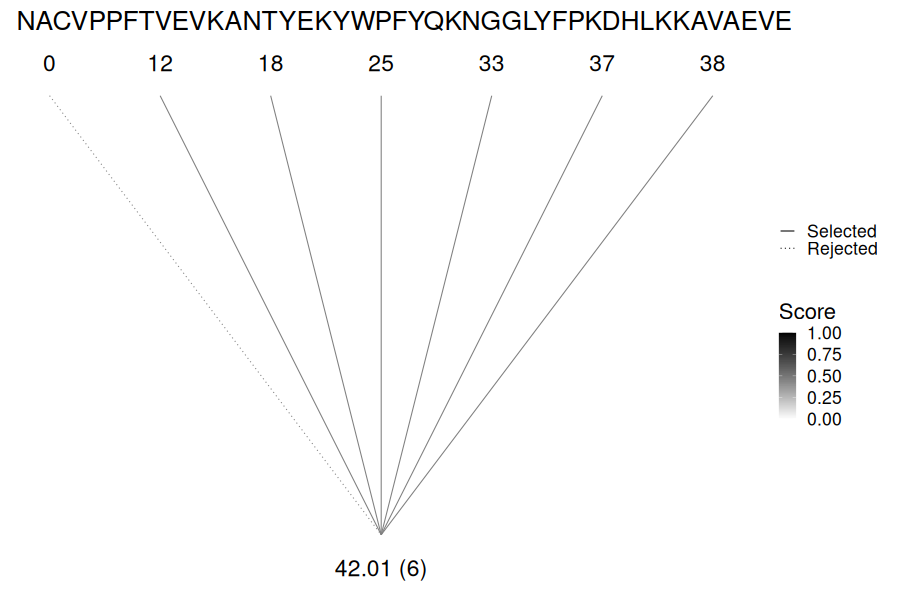 NACVPPFTVEVKANTYEKYWPFYQKNGGLYFPKDHLKKAVAEVE
0 12 18 25 33 37 38
Selected
Rejected
Score
1.00
0.75
0.50
0.25
0.00
42.01 (6)